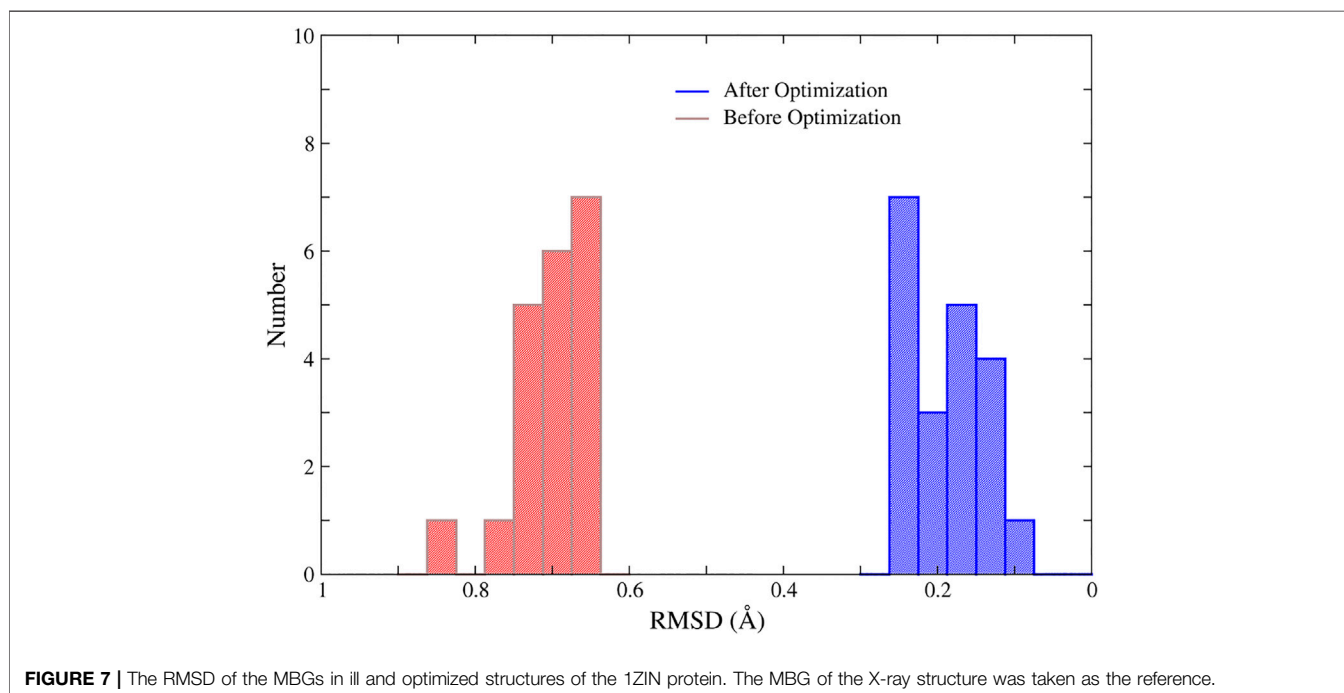 10
After Optimization
Before Optimization
8
6
Number
4
2
0
1 0.8 0.6 0.4 0.2 0
RMSD (Å)
FIGURE 7 | The RMSD of the MBGs in ill and optimized structures of the 1ZIN protein. The MBG of the X-ray structure was taken as the reference.